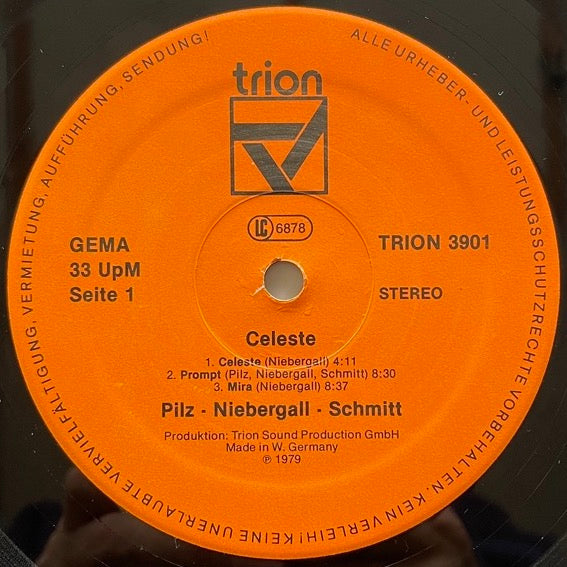 trion
LC 6878
GEMA
33 UpM
Seite 1
TRION 3901
STEREO
Celeste
1. Celeste (Niebergall) 4:11
2. Prompt (Pilz, Niebergall, Schmitt) 8:30
3. Mira (Niebergall) 8:37
Pilz - Niebergall - Schmitt
Produktion: Trion Sound Production GmbH
Made in W. Germany
℗ 1979
ALLE URHEBER- UND LEISTUNGSSCHUTZRECHTE VORBEHALTEN. KEIN VERLEIH! KEINE UNERLAUBTE VERVIELFÄLTIGUNG, VERMIETUNG, AUFFÜHRUNG, SENDUNG!